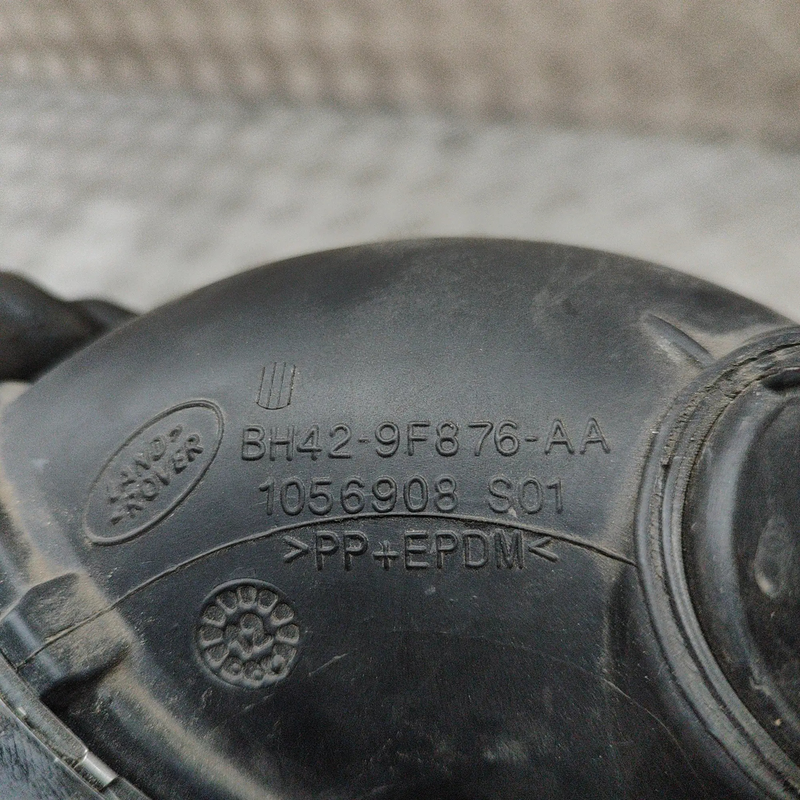 LAND-
-ROVER
BH42-9F876-AA
1056908 S01
>PP+EPDM<